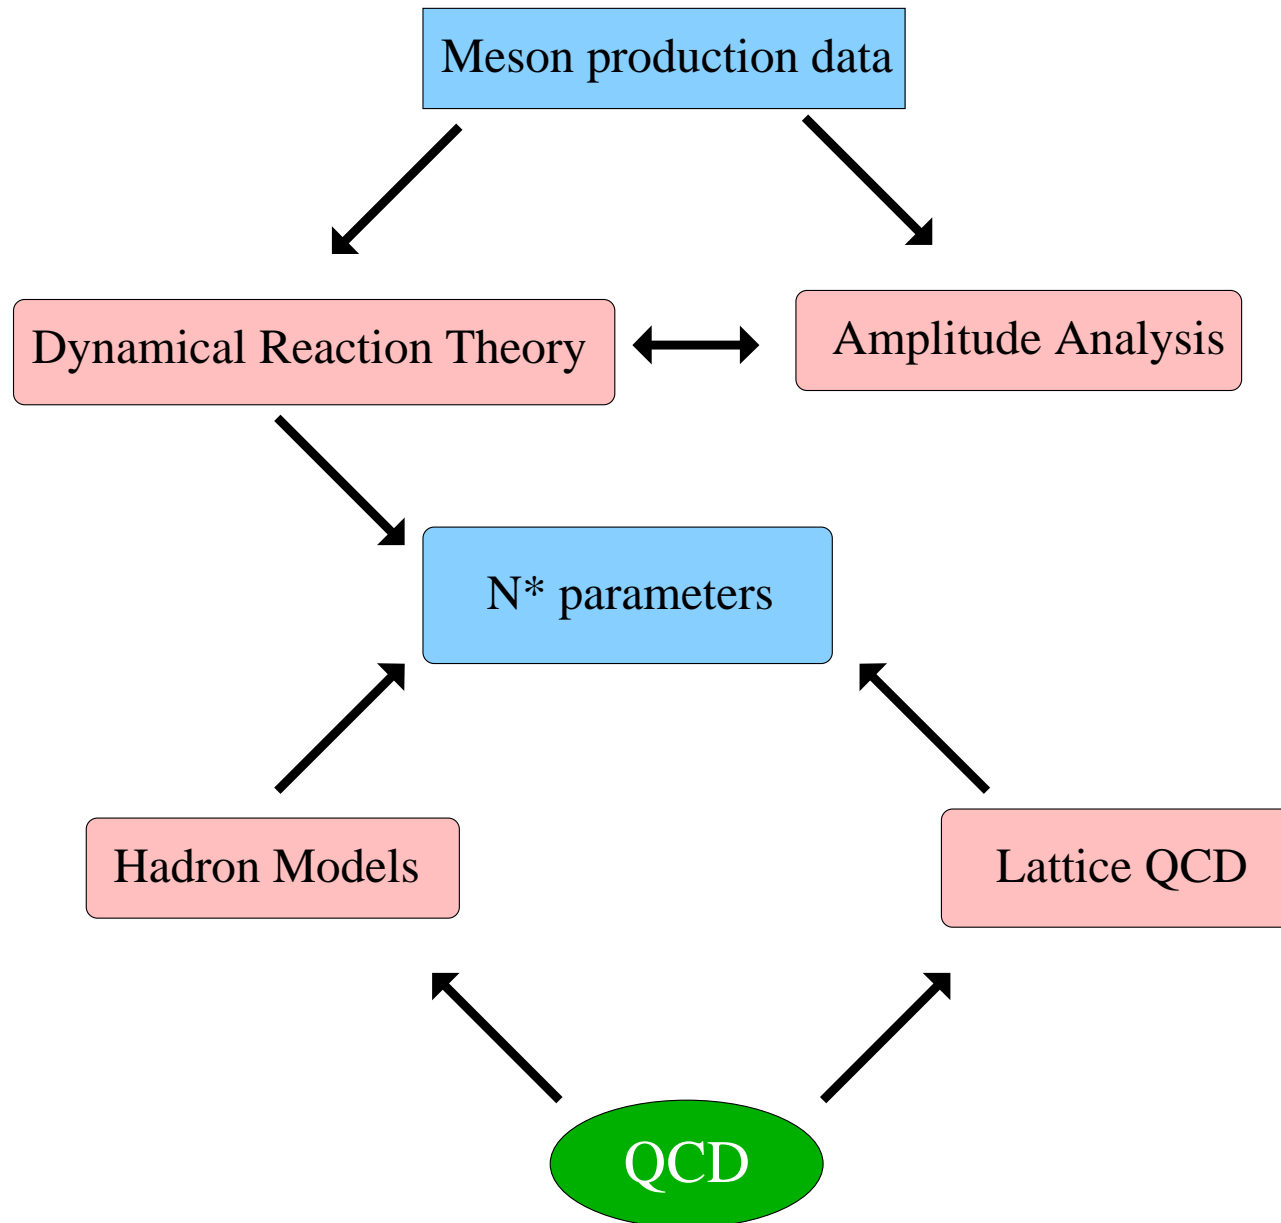 Meson production data
Dynamical Reaction Theory
Amplitude Analysis
N* parameters
Hadron Models
Lattice QCD
QCD